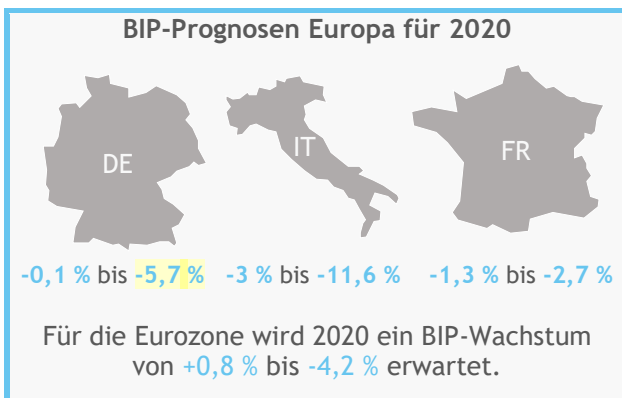 BIP-Prognosen Europa für 2020
DE
IT
FR
-0,1 % bis -5,7 %
-3 % bis -11,6 %
-1,3 % bis -2,7 %
Für die Eurozone wird 2020 ein BIP-Wachstum
von +0,8 % bis -4,2 % erwartet.